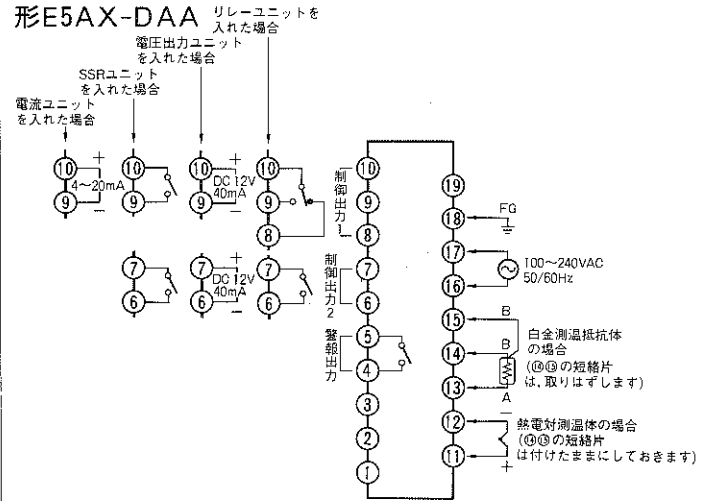 形E5AX-DAA
リレーユニットを
入れた場合
電圧出力ユニット
を入れた場合
SSRユニット
を入れた場合
電流ユニット
を入れた場合
⑩ + 4~20mA ⑨ −
⑩ ⑨
⑩ + DC 12V 40mA ⑨ −
⑩ ⑨ ⑧
⑦ ⑥
⑦ + DC 12V 40mA ⑥ −
⑦ ⑥
制御出力1
制御出力2
警報出力
⑩
⑨
⑧
⑦
⑥
⑤
④
③
②
①
⑲
⑱ FG
⑰
100~240VAC
50/60Hz
⑯
⑮ B
⑭ B
⑬ A
白金測温抵抗体
の場合
(⑭⑮の短絡片
は、取りはずします)
⑫ −
⑪ +
熱電対測温体の場合
(⑭⑮の短絡片
は付けたままにしておきます)